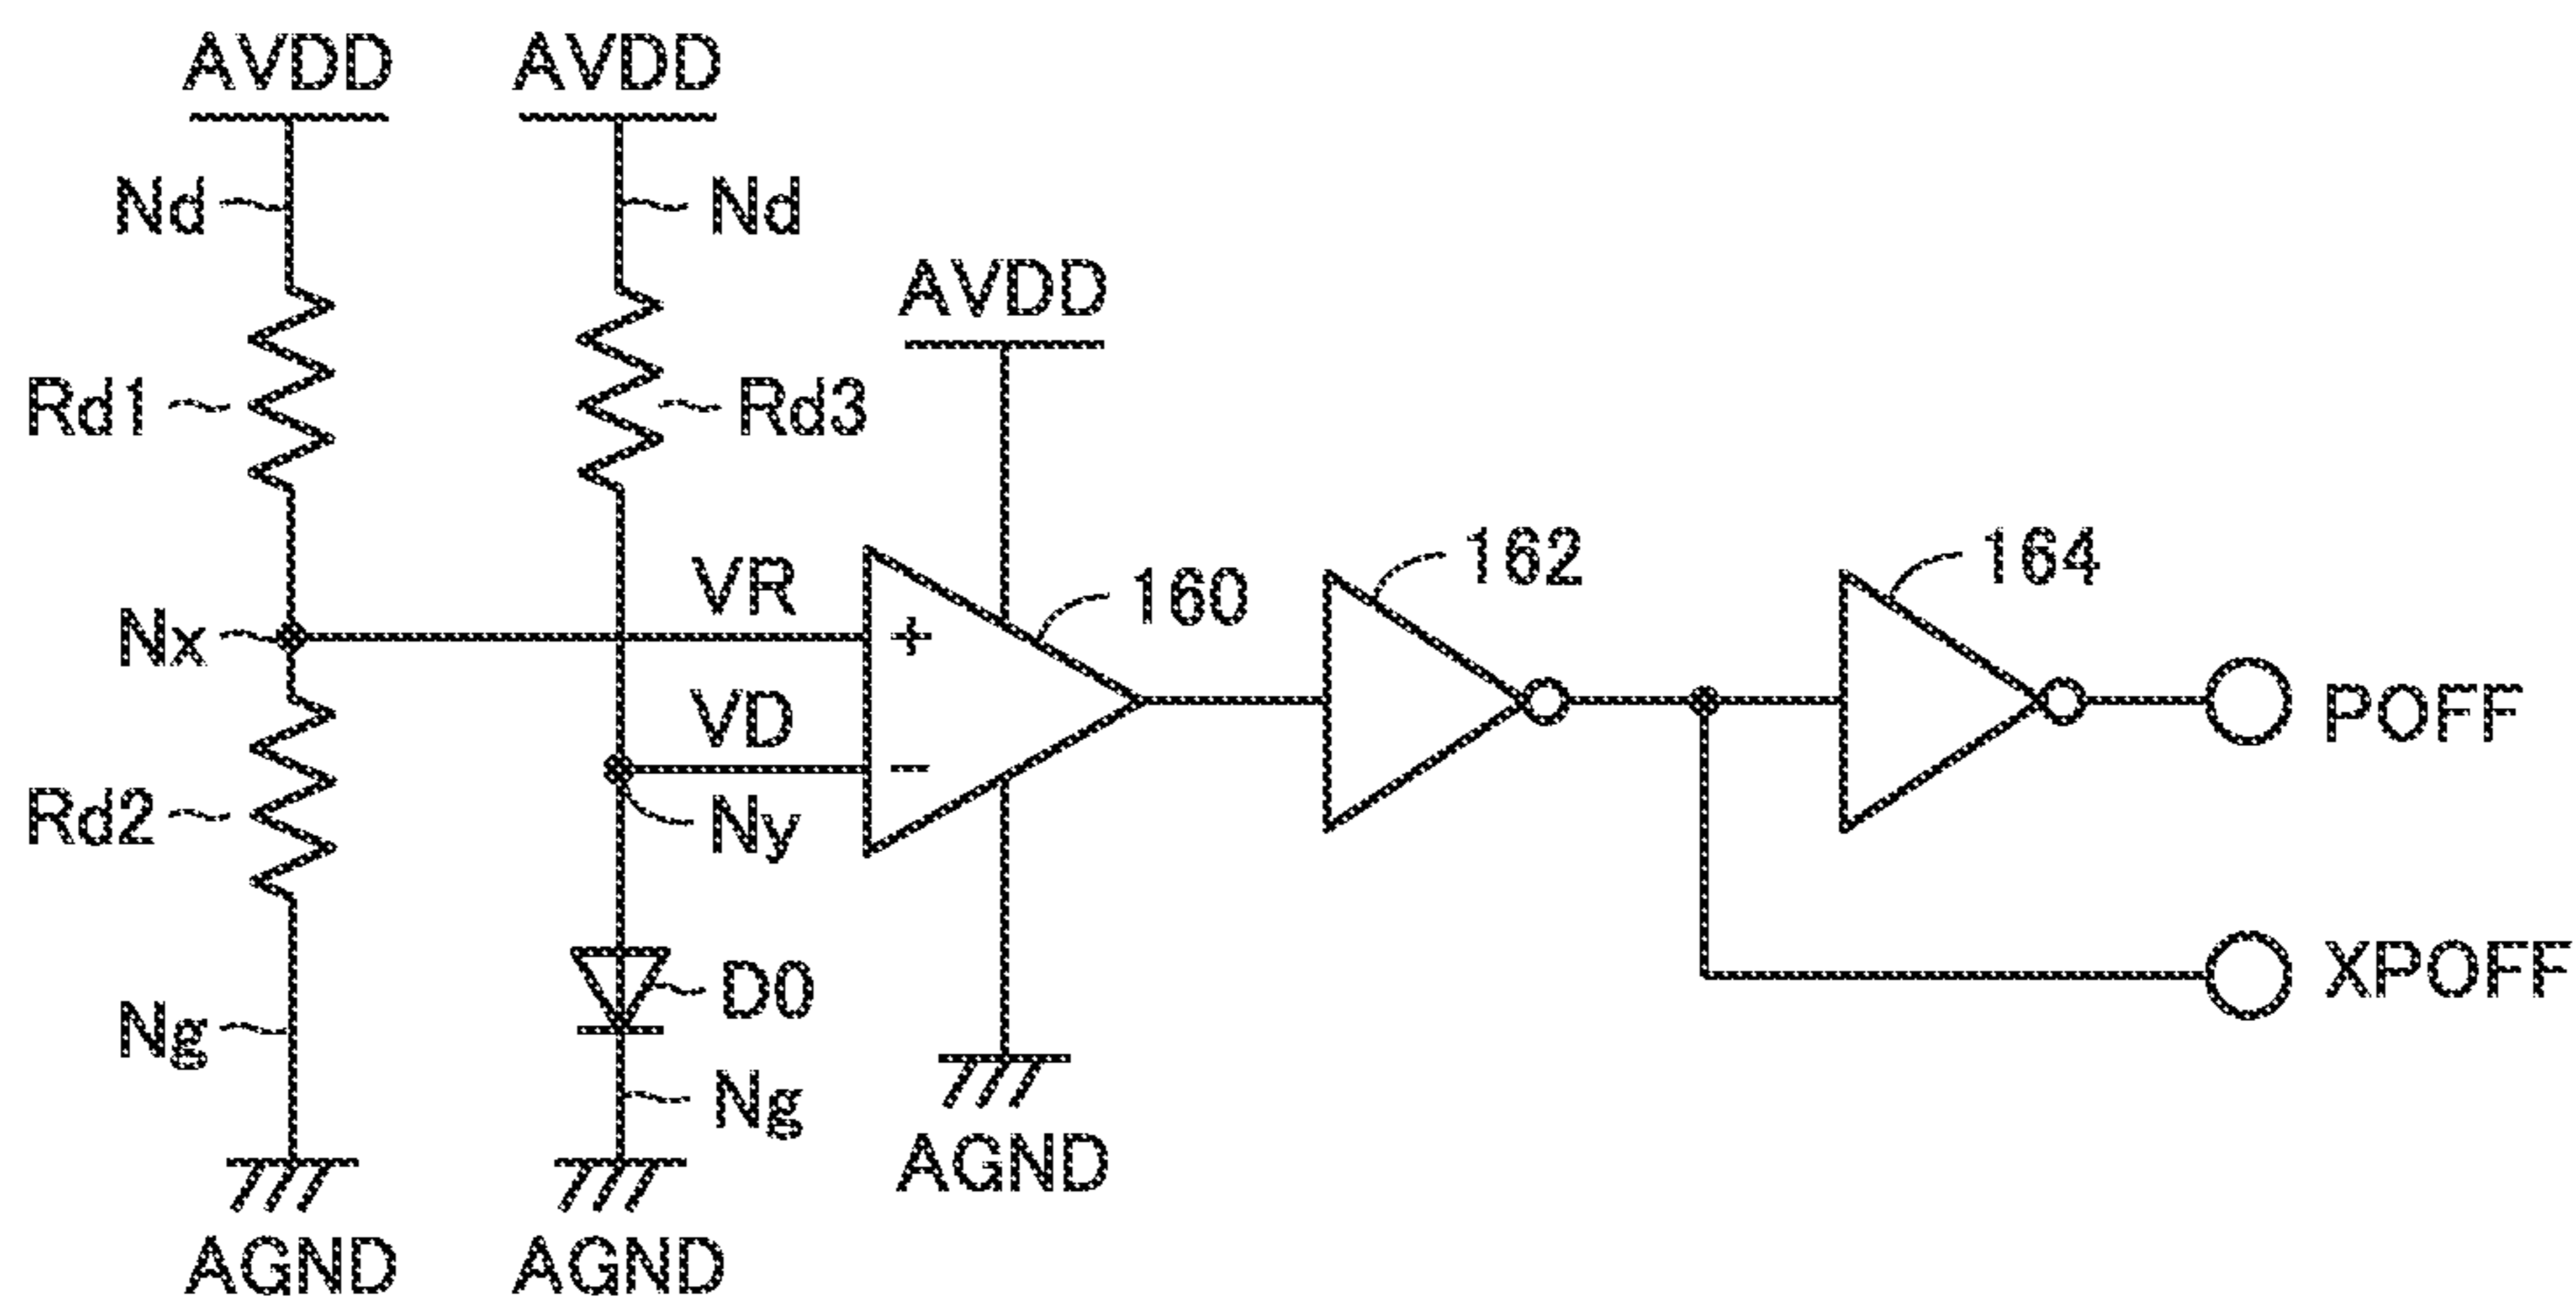 AVDD AVDD
Nd Nd
AVDD
Rd1 Rd3
VR 160 162 164
Nx +
VD POFF
−
Rd2 Ny
D0 XPOFF
Ng Ng
AGND
AGND AGND